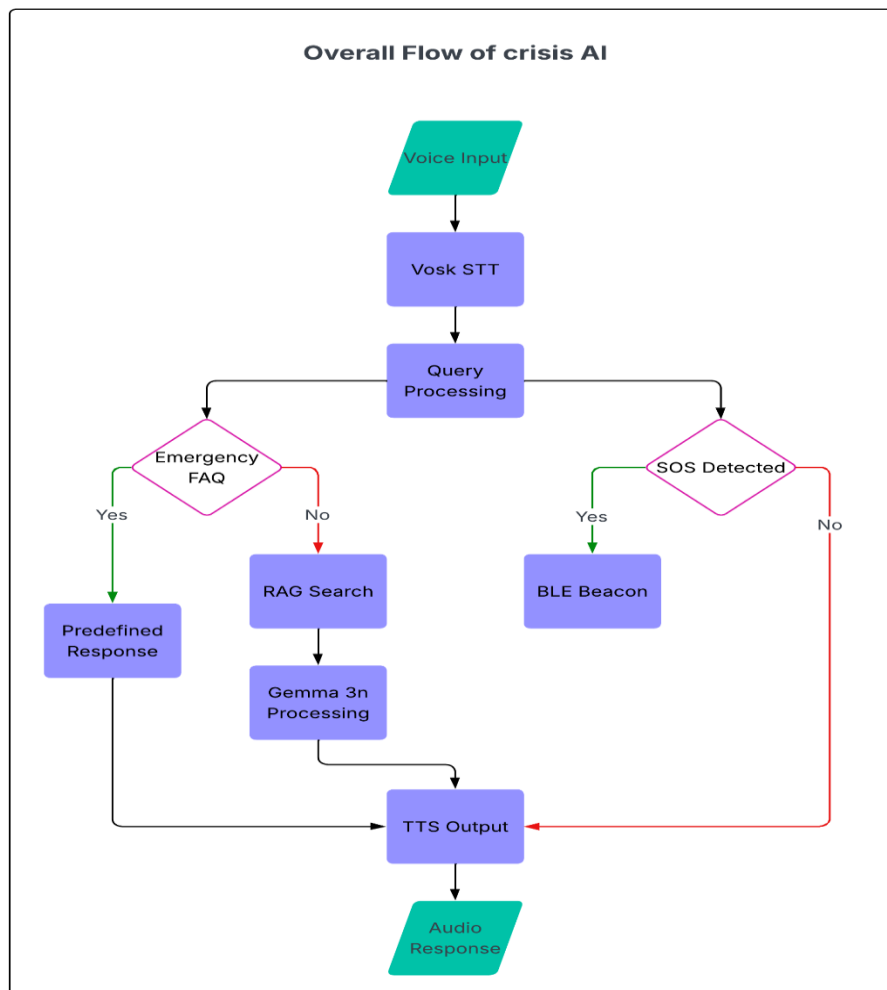 Overall Flow of crisis AI
Voice Input
Vosk STT
Query
Processing
Emergency
FAQ
SOS Detected
Yes
No
Yes
No
RAG Search
BLE Beacon
Predefined
Response
Gemma 3n
Processing
TTS Output
Audio
Response